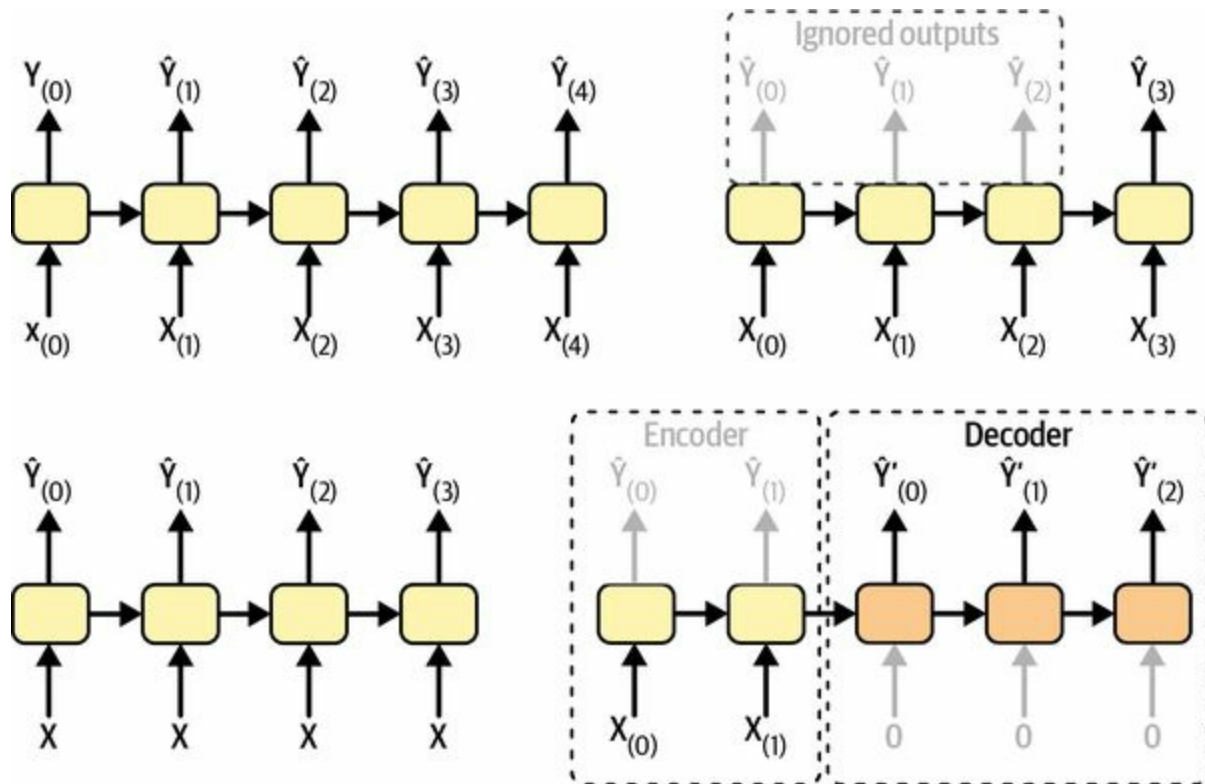 Ignored outputs
Y(0) Ŷ(1) Ŷ(2) Ŷ(3) Ŷ(4) Ŷ(0) Ŷ(1) Ŷ(2) Ŷ(3)
x(0) X(1) X(2) X(3) X(4) X(0) X(1) X(2) X(3)
Encoder Decoder
Ŷ(0) Ŷ(1) Ŷ(2) Ŷ(3) Ŷ(0) Ŷ(1) Ŷ'(0) Ŷ'(1) Ŷ'(2)
X X X X X(0) X(1) 0 0 0